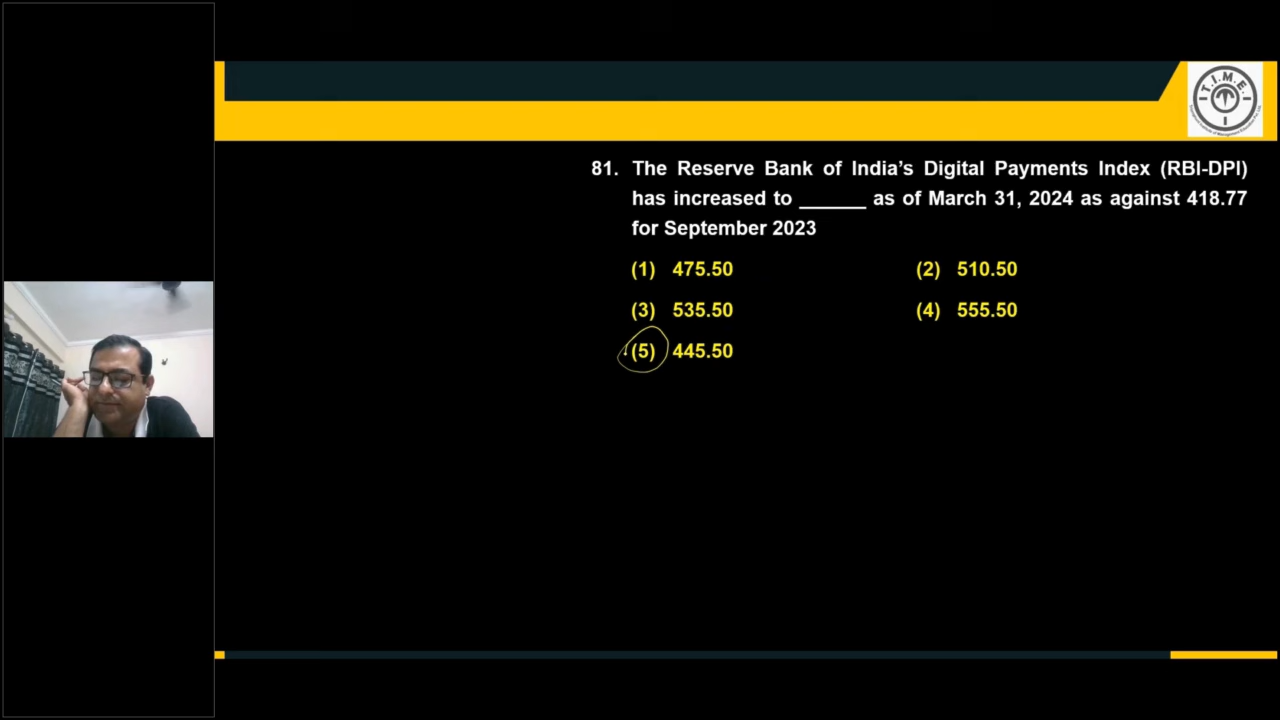 T.I.M.E.
81. The Reserve Bank of India's Digital Payments Index (RBI-DPI)
has increased to ______ as of March 31, 2024 as against 418.77
for September 2023
(1) 475.50 (2) 510.50
(3) 535.50 (4) 555.50
(5) 445.50